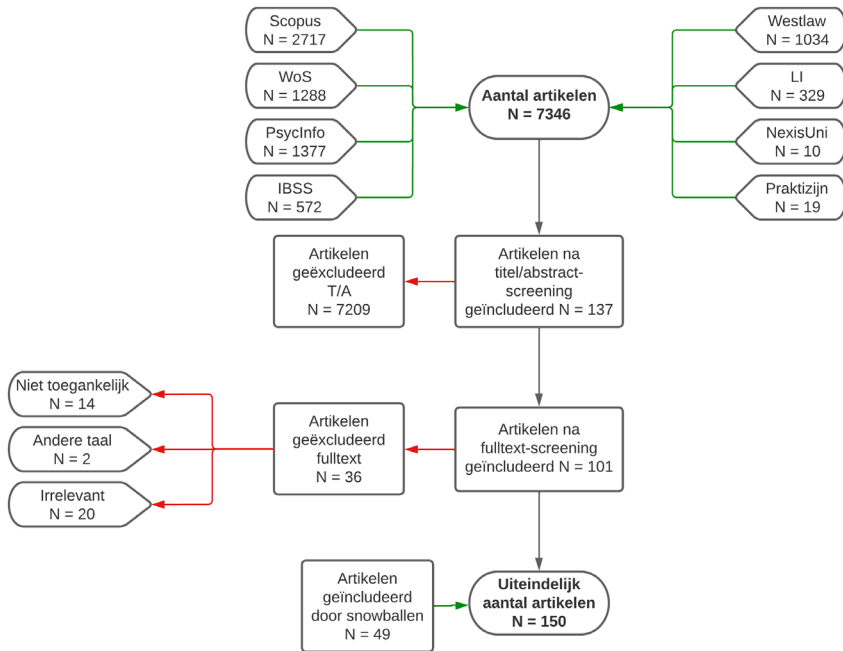 Scopus
N = 2717
WoS
N = 1288
PsycInfo
N = 1377
IBSS
N = 572
Aantal artikelen
N = 7346
Westlaw
N = 1034
LI
N = 329
NexisUni
N = 10
Praktizijn
N = 19
Artikelen
geëxcludeerd
T/A
N = 7209
Artikelen na
titel/abstract-
screening
geïncludeerd N = 137
Niet toegankelijk
N = 14
Andere taal
N = 2
Irrelevant
N = 20
Artikelen
geëxcludeerd
fulltext
N = 36
Artikelen na
fulltext-screening
geïncludeerd N = 101
Artikelen
geïncludeerd
door snowballen
N = 49
Uiteindelijk
aantal artikelen
N = 150